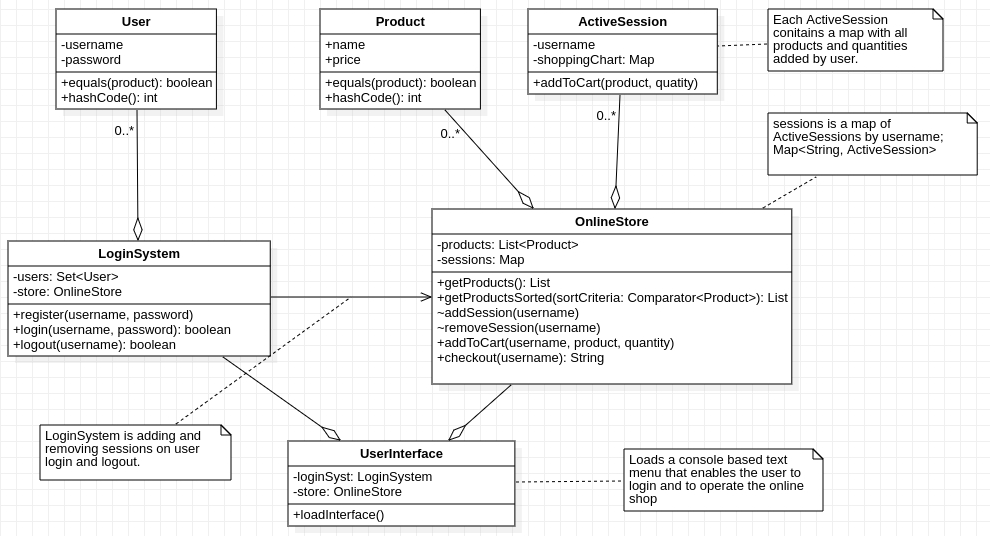 User
-username
-password
+equals(product): boolean
+hashCode(): int
Product
+name
+price
+equals(product): boolean
+hashCode(): int
ActiveSession
-username
-shoppingChart: Map
+addToCart(product, quatity)
Each ActiveSession
conitains a map with all
products and quantities
added by user.
0..*
0..*
0..*
sessions is a map of
ActiveSessions by username;
Map<String, ActiveSession>
LoginSystem
-users: Set<User>
-store: OnlineStore
+register(username, password)
+login(username, password): boolean
+logout(username): boolean
OnlineStore
-products: List<Product>
-sessions: Map
+getProducts(): List
+getProductsSorted(sortCriteria: Comparator<Product>): List
~addSession(username)
~removeSession(username)
+addToCart(username, product, quantity)
+checkout(username): String
LoginSystem is adding and
removing sessions on user
login and logout.
UserInterface
-loginSyst: LoginSystem
-store: OnlineStore
+loadInterface()
Loads a console based text
menu that enables the user to
login and to operate the online
shop